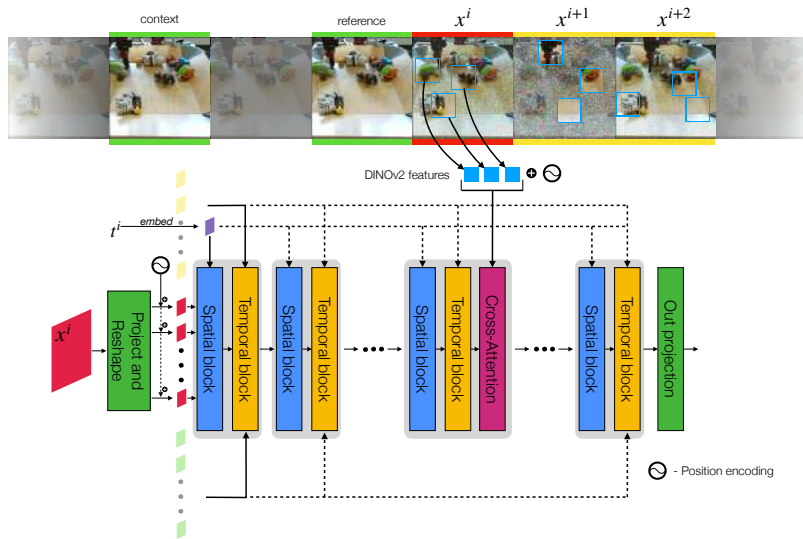 context
reference
x^i
x^{i+1}
x^{i+2}
DINOv2 features
t^i
embed
x^i
Project and
Reshape
Spatial block
Temporal block
Spatial block
Temporal block
Spatial block
Temporal block
Cross-Attention
Spatial block
Temporal block
Out projection
- Position encoding